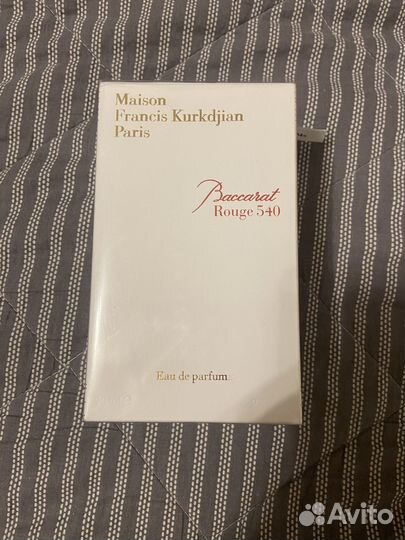 Maison
Francis Kurkdjian
Paris
Baccarat
Rouge 540
Eau de parfum
Avito